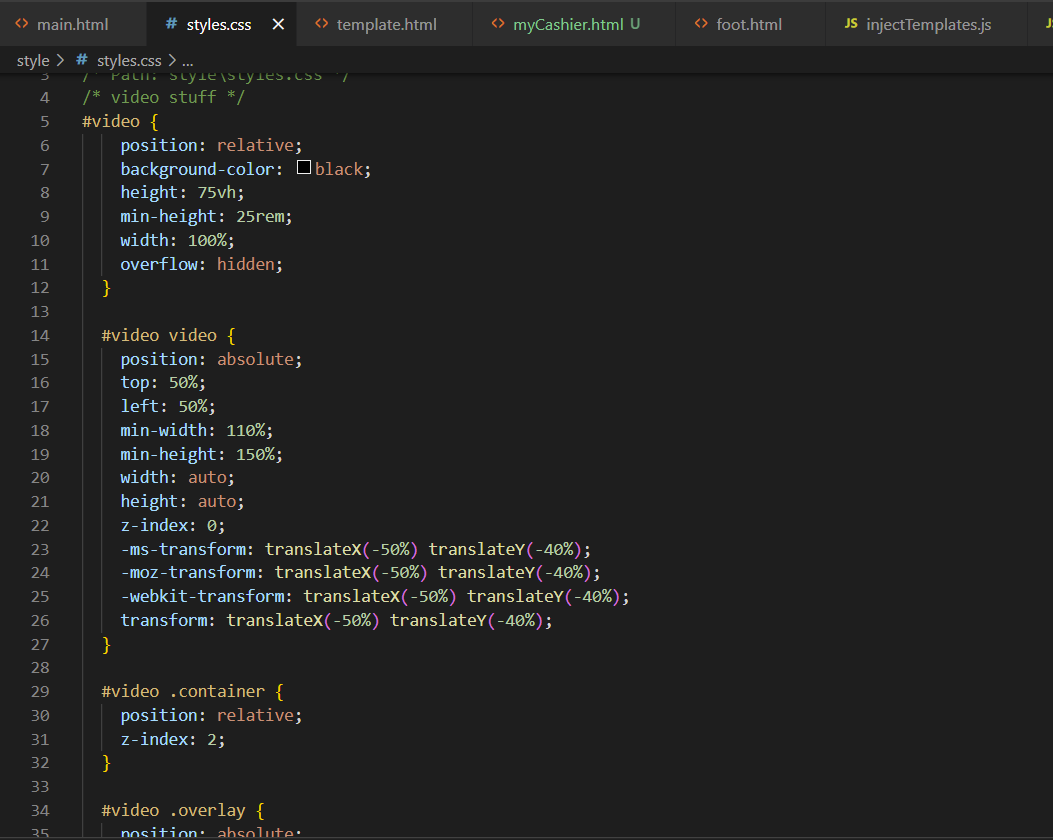 <> main.html # styles.css × <> template.html <> myCashier.html U <> foot.html JS injectTemplates.js
style > # styles.css > ...
3 /* Path: style\styles.css */
4 /* video stuff */
5 #video {
6 position: relative;
7 background-color: black;
8 height: 75vh;
9 min-height: 25rem;
10 width: 100%;
11 overflow: hidden;
12 }
13
14 #video video {
15 position: absolute;
16 top: 50%;
17 left: 50%;
18 min-width: 110%;
19 min-height: 150%;
20 width: auto;
21 height: auto;
22 z-index: 0;
23 -ms-transform: translateX(-50%) translateY(-40%);
24 -moz-transform: translateX(-50%) translateY(-40%);
25 -webkit-transform: translateX(-50%) translateY(-40%);
26 transform: translateX(-50%) translateY(-40%);
27 }
28
29 #video .container {
30 position: relative;
31 z-index: 2;
32 }
33
34 #video .overlay {
35 position: absolute;